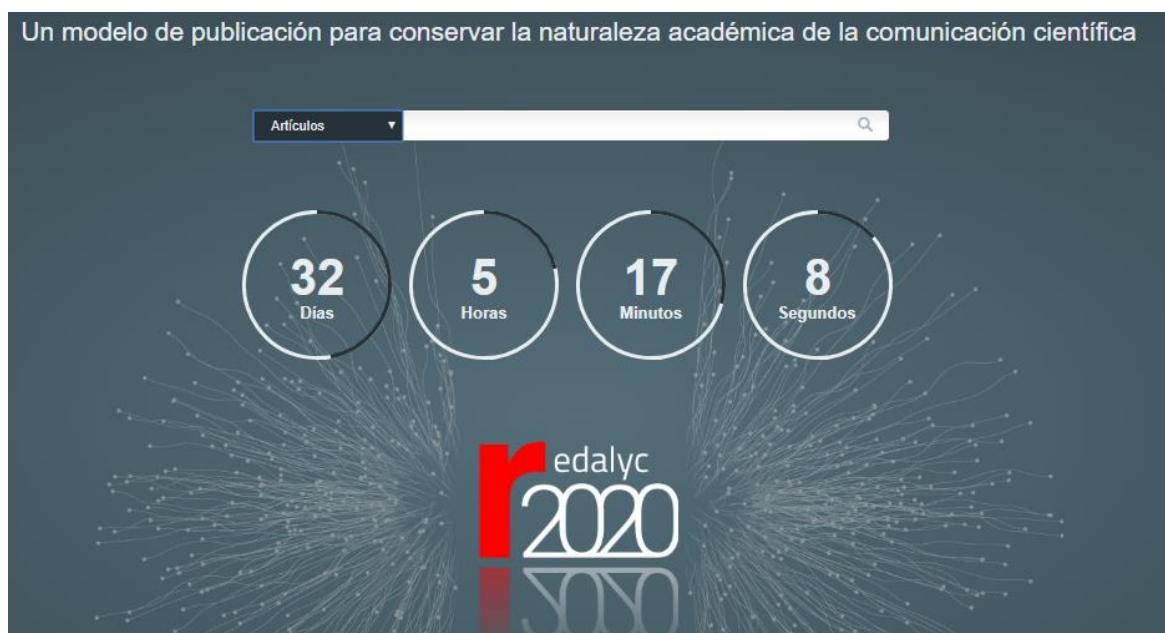 Un modelo de publicación para conservar la naturaleza académica de la comunicación científica
Artículos
32 5 17 8
Días Horas Minutos Segundos
redalyc
2020